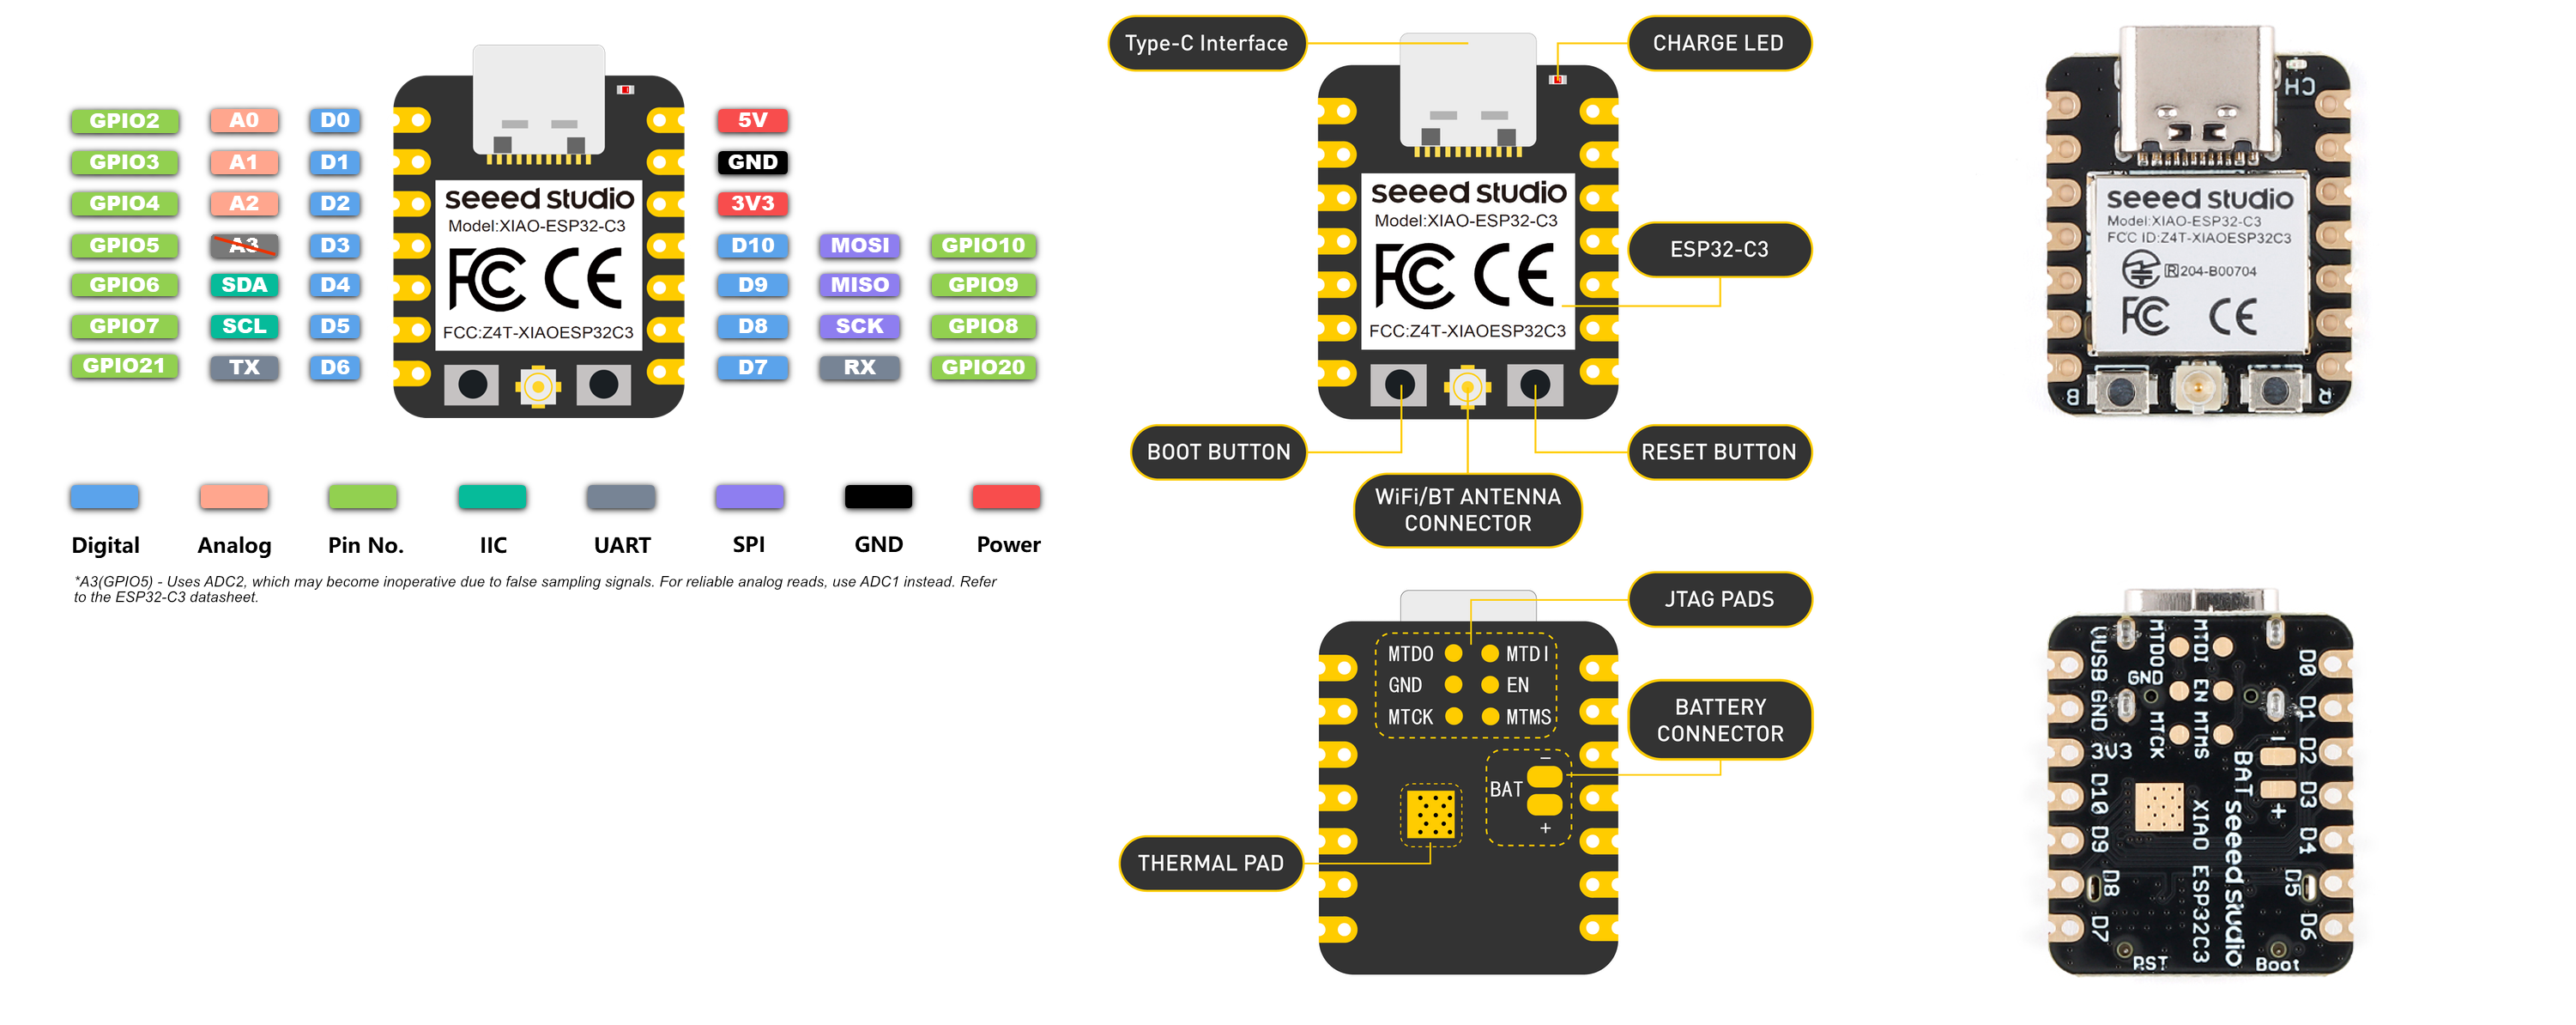 GPIO2 A0 D0
GPIO3 A1 D1
GPIO4 A2 D2
GPIO5 A3 D3
GPIO6 SDA D4
GPIO7 SCL D5
GPIO21 TX D6
seeed studio
Model:XIAO-ESP32-C3
FC CE
FCC:Z4T-XIAOESP32C3
5V
GND
3V3
D10 MOSI GPIO10
D9 MISO GPIO9
D8 SCK GPIO8
D7 RX GPIO20
Digital Analog Pin No. IIC UART SPI GND Power
*A3(GPIO5) - Uses ADC2, which may become inoperative due to false sampling signals. For reliable analog reads, use ADC1 instead. Refer
to the ESP32-C3 datasheet.
Type-C Interface
CHARGE LED
seeed studio
Model:XIAO-ESP32-C3
FC CE
FCC:Z4T-XIAOESP32C3
ESP32-C3
BOOT BUTTON
RESET BUTTON
WiFi/BT ANTENNA
CONNECTOR
JTAG PADS
MTDO MTDI
GND EN
MTCK MTMS
BATTERY
CONNECTOR
−
BAT
+
THERMAL PAD
CH
seeed studio
Model:XIAO-ESP32-C3
FCC ID:Z4T-XIAOESP32C3
R 204-B00704
FC CE
B
R
VUSB
GND
3V3
D10
D9
D8
D7
MTDO
GND
MTCK
MTDI
EN
MTMS
−
BAT
+
XIAO ESP32C3
seeed studio
D0
D1
D2
D3
D4
D5
D6
RST
Boot